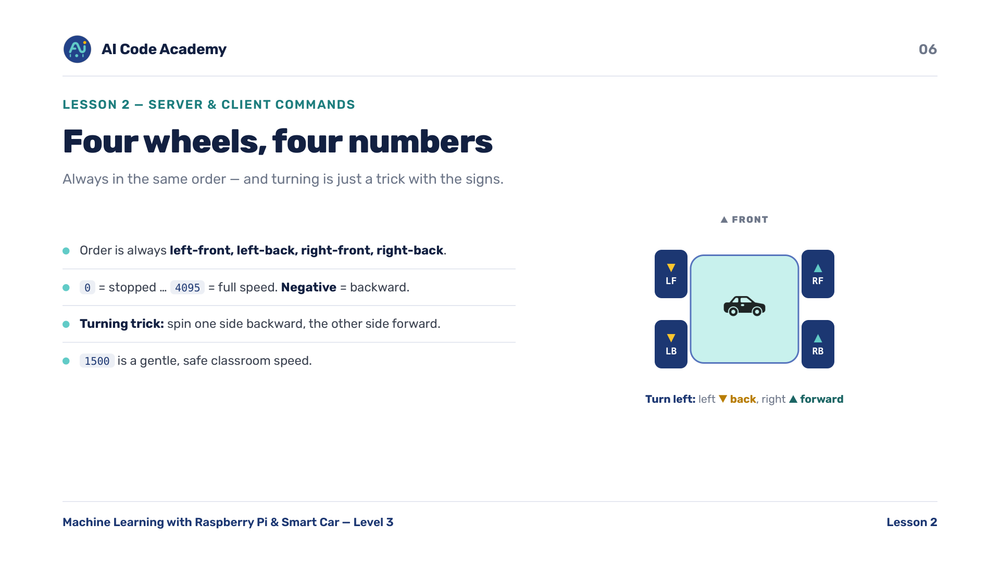 AI Code Academy
06
LESSON 2 — SERVER & CLIENT COMMANDS
Four wheels, four numbers
Always in the same order — and turning is just a trick with the signs.
Order is always left-front, left-back, right-front, right-back.
0 = stopped … 4095 = full speed. Negative = backward.
Turning trick: spin one side backward, the other side forward.
1500 is a gentle, safe classroom speed.
▲ FRONT
▼ ▲
LF RF
▼ ▲
LB RB
Turn left: left ▼ back, right ▲ forward
Machine Learning with Raspberry Pi & Smart Car — Level 3
Lesson 2